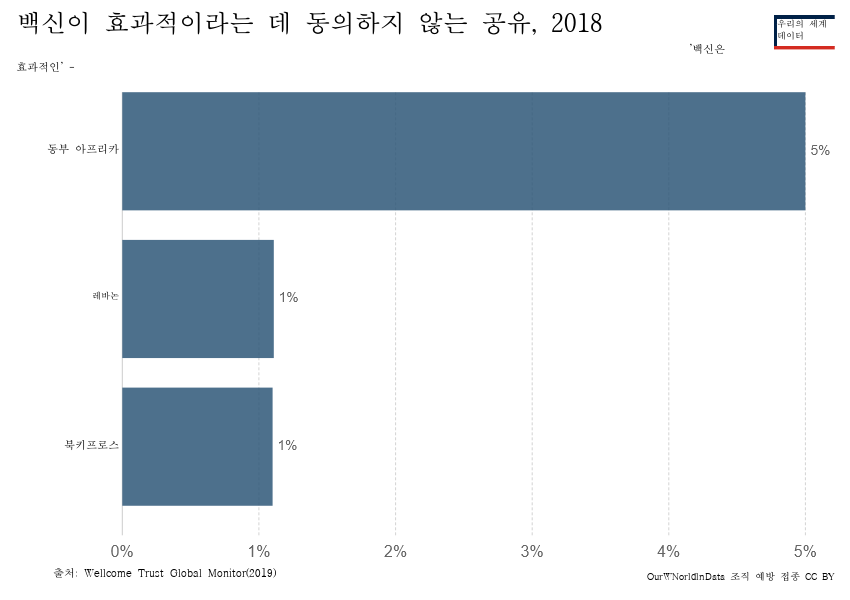 백신이 효과적이라는 데 동의하지 않는 공유, 2018
우리의 세계
데이터
'백신은
효과적인' -
동부 아프리카
5%
레바논
1%
북키프로스
1%
0% 1% 2% 3% 4% 5%
출처: Wellcome Trust Global Monitor(2019)
OurWNorldInData 조직 예방 접종 CC BY